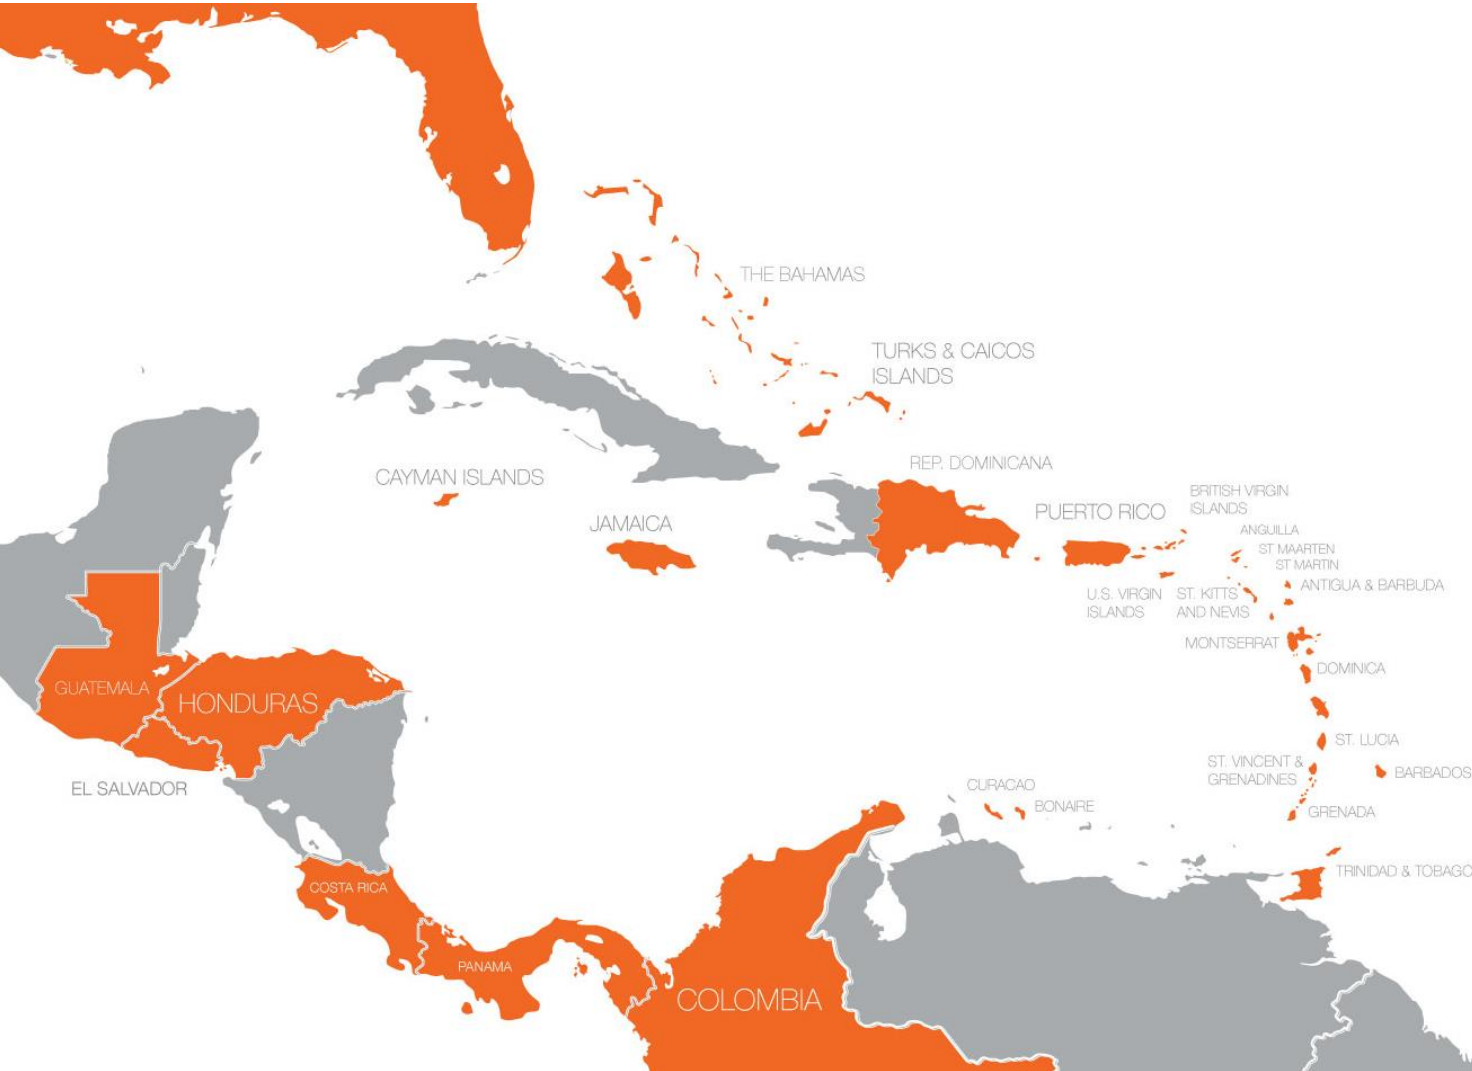 THE BAHAMAS
TURKS & CAICOS
ISLANDS
REP. DOMINICANA
CAYMAN ISLANDS
JAMAICA
PUERTO RICO
BRITISH VIRGIN
ISLANDS
ANGUILLA
ST MAARTEN
ST MARTIN
ANTIGUA & BARBUDA
U.S. VIRGIN
ISLANDS
ST. KITTS
AND NEVIS
MONTSERRAT
DOMINICA
GUATEMALA
HONDURAS
ST. LUCIA
ST. VINCENT &
GRENADINES
BARBADOS
EL SALVADOR
CURACAO
BONAIRE
GRENADA
TRINIDAD & TOBAGO
COSTA RICA
PANAMA
COLOMBIA